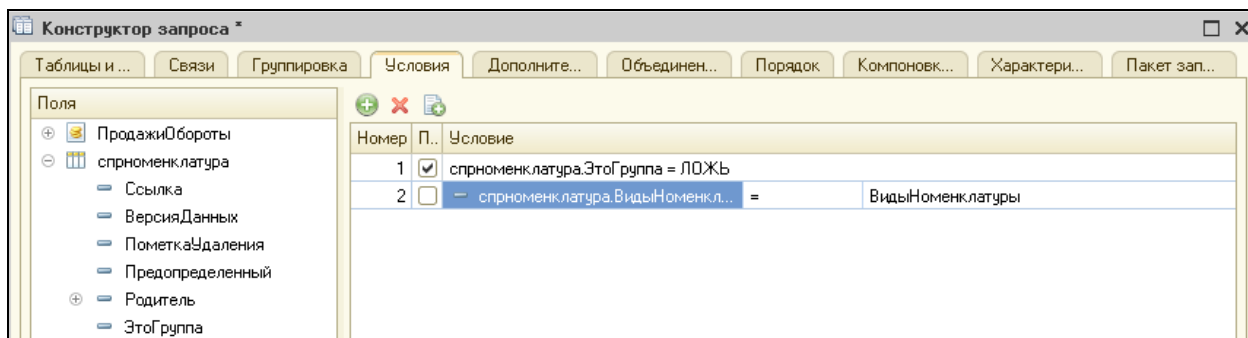 Конструктор запроса *
Таблицы и ... Связи Группировка Условия Дополните... Объединен... Порядок Компоновк... Характери... Пакет зап...
Поля
ПродажиОбороты
спрноменклатура
Ссылка
ВерсияДанных
ПометкаУдаления
Предопределенный
Родитель
ЭтоГруппа
Номер П.. Условие
1 спрноменклатура.ЭтоГруппа = ЛОЖЬ
2 спрноменклатура.ВидыНоменкл... = ВидыНоменклатуры